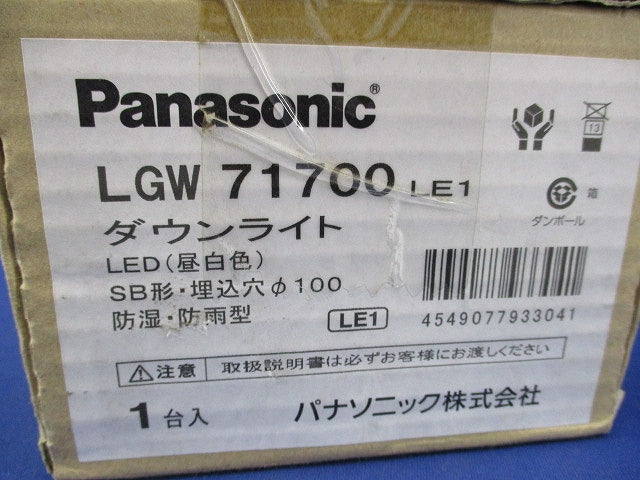 Panasonic®
LGW 71700 LE1
13
ダウンライト
箱
ダンボール
LED(昼白色)
SB形・埋込穴φ100
防湿・防雨型
LE1
4549077933041
注意 取扱説明書は必ずお客様にお渡しください
1台入
パナソニック株式会社